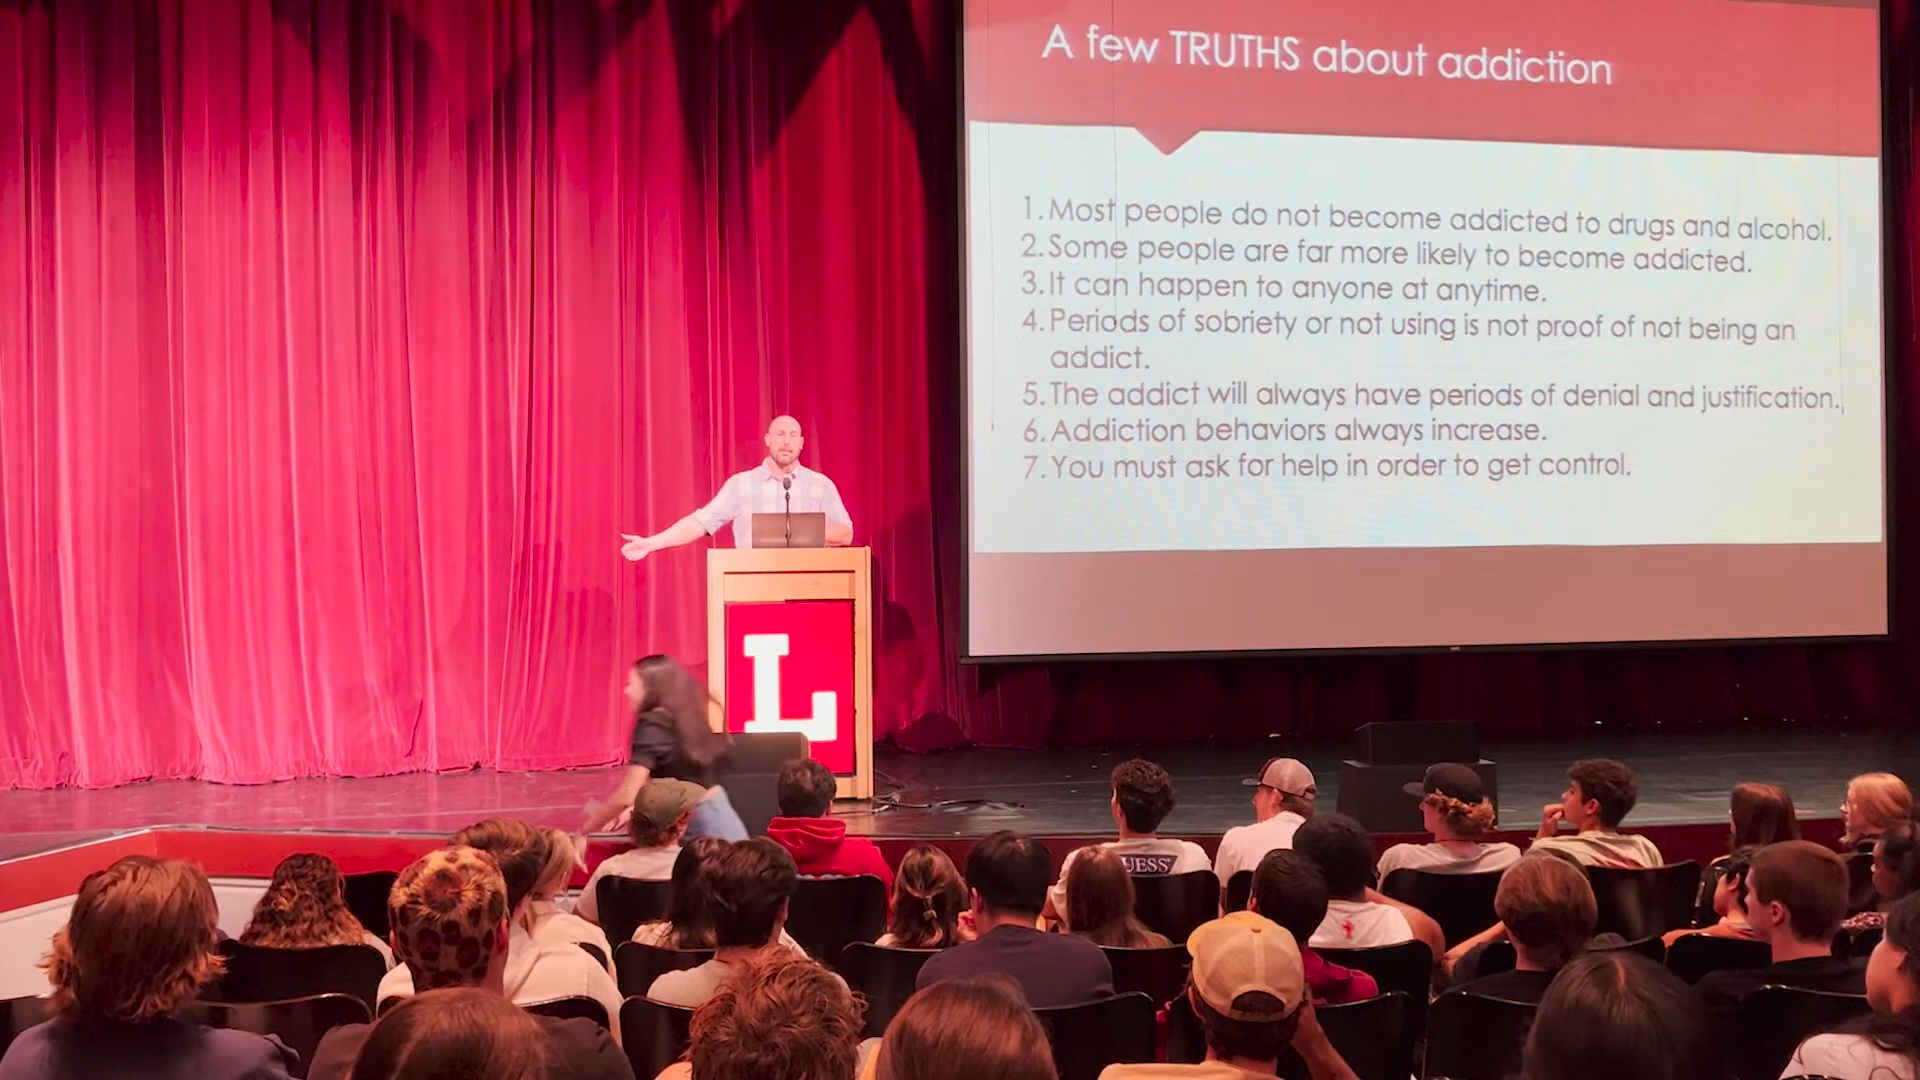 A few TRUTHS about addiction
1. Most people do not become addicted to drugs and alcohol.
2. Some people are far more likely to become addicted.
3. It can happen to anyone at anytime.
4. Periods of sobriety or not using is not proof of not being an
addict.
5. The addict will always have periods of denial and justification.
6. Addiction behaviors always increase.
7. You must ask for help in order to get control.
L
UESS